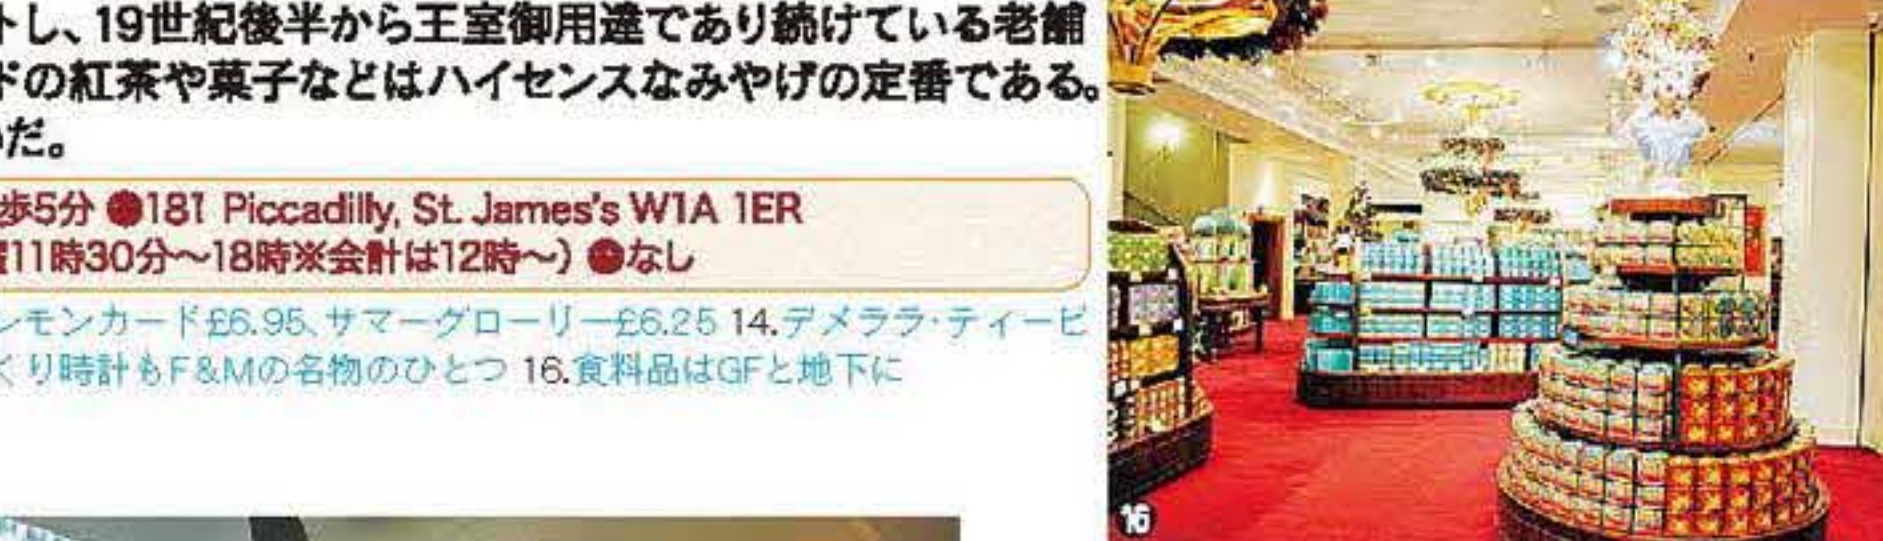 トし、19世紀後半から王室御用達であり続けている老舗
ドの紅茶や菓子などはハイセンスなみやげの定番である。
だ。
歩5分 ●181 Piccadilly, St. James's W1A 1ER
11時30分～18時※会計は12時～) ●なし
レモンカード£6.95、サマーグローリー£6.25 14.デメララ・ティービ
くり時計もF&Mの名物のひとつ 16.食料品はGFと地下に
16